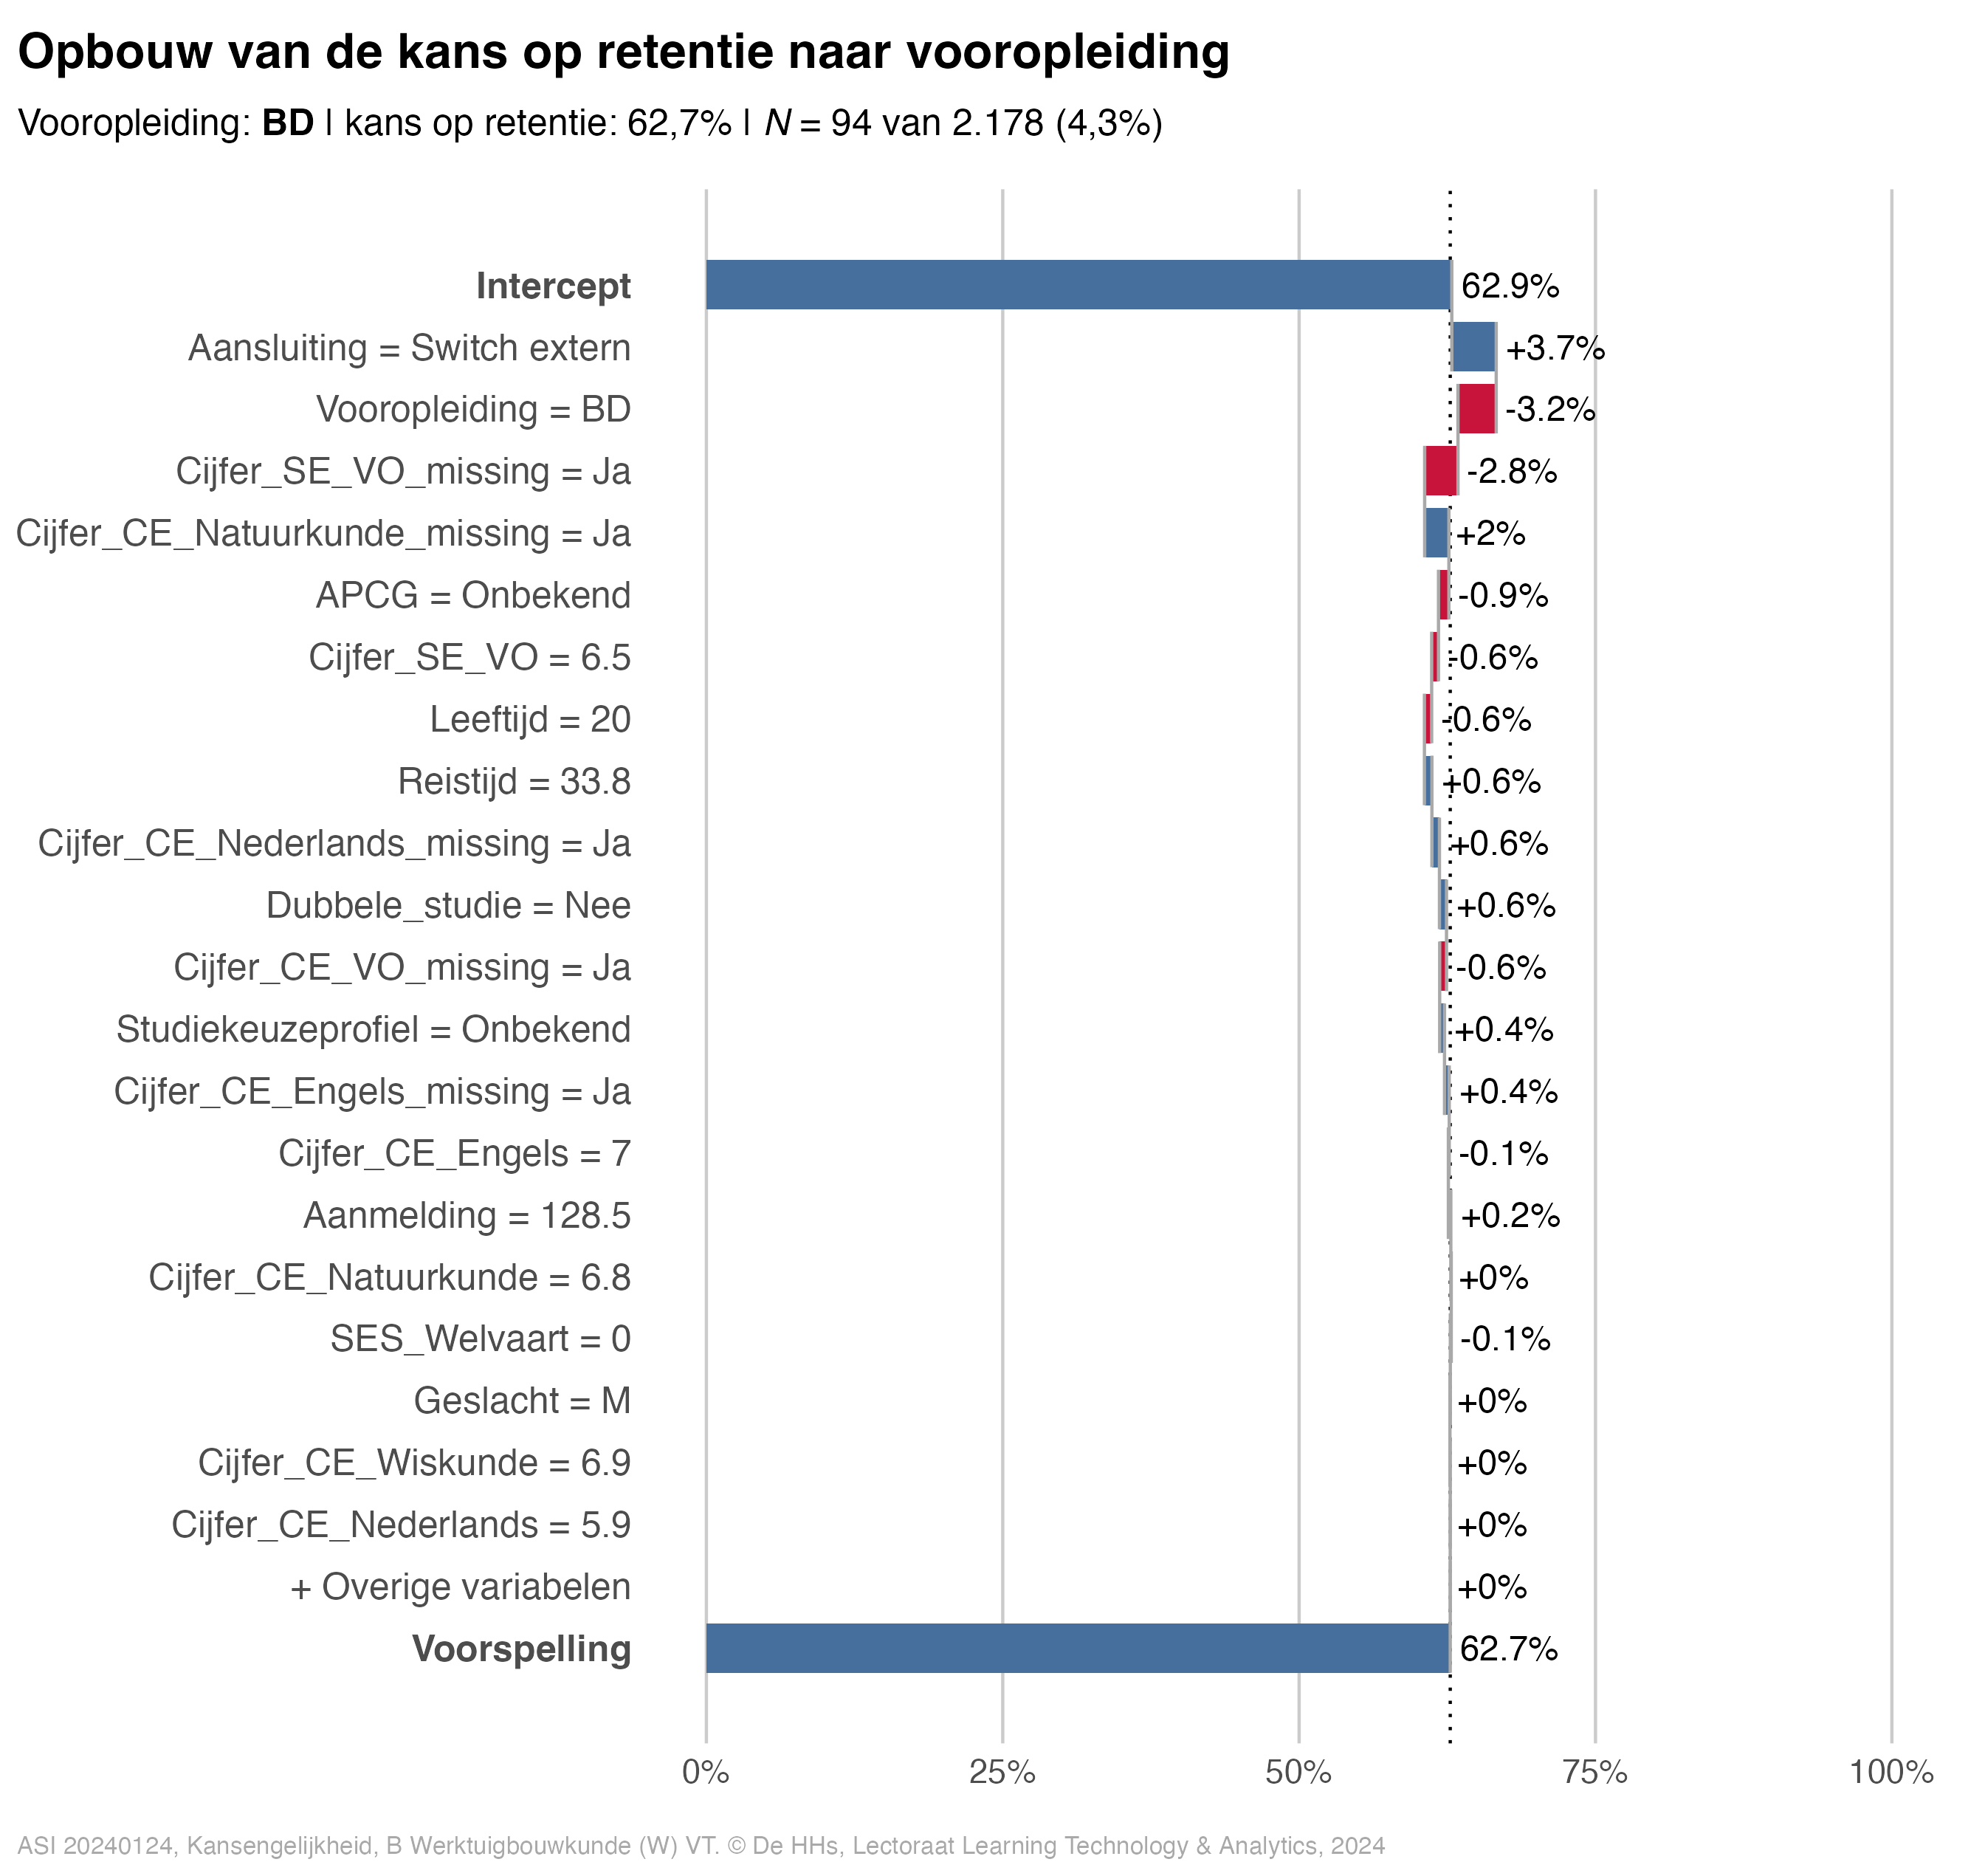 Opbouw van de kans op retentie naar vooropleiding
Vooropleiding: BD | kans op retentie: 62,7% | N = 94 van 2.178 (4,3%)
Intercept 62.9%
Aansluiting = Switch extern +3.7%
Vooropleiding = BD -3.2%
Cijfer_SE_VO_missing = Ja -2.8%
Cijfer_CE_Natuurkunde_missing = Ja +2%
APCG = Onbekend -0.9%
Cijfer_SE_VO = 6.5 -0.6%
Leeftijd = 20 -0.6%
Reistijd = 33.8 +0.6%
Cijfer_CE_Nederlands_missing = Ja +0.6%
Dubbele_studie = Nee +0.6%
Cijfer_CE_VO_missing = Ja -0.6%
Studiekeuzeprofiel = Onbekend +0.4%
Cijfer_CE_Engels_missing = Ja +0.4%
Cijfer_CE_Engels = 7 -0.1%
Aanmelding = 128.5 +0.2%
Cijfer_CE_Natuurkunde = 6.8 +0%
SES_Welvaart = 0 -0.1%
Geslacht = M +0%
Cijfer_CE_Wiskunde = 6.9 +0%
Cijfer_CE_Nederlands = 5.9 +0%
+ Overige variabelen +0%
Voorspelling 62.7%
0% 25% 50% 75% 100%
ASI 20240124, Kansengelijkheid, B Werktuigbouwkunde (W) VT. © De HHs, Lectoraat Learning Technology & Analytics, 2024